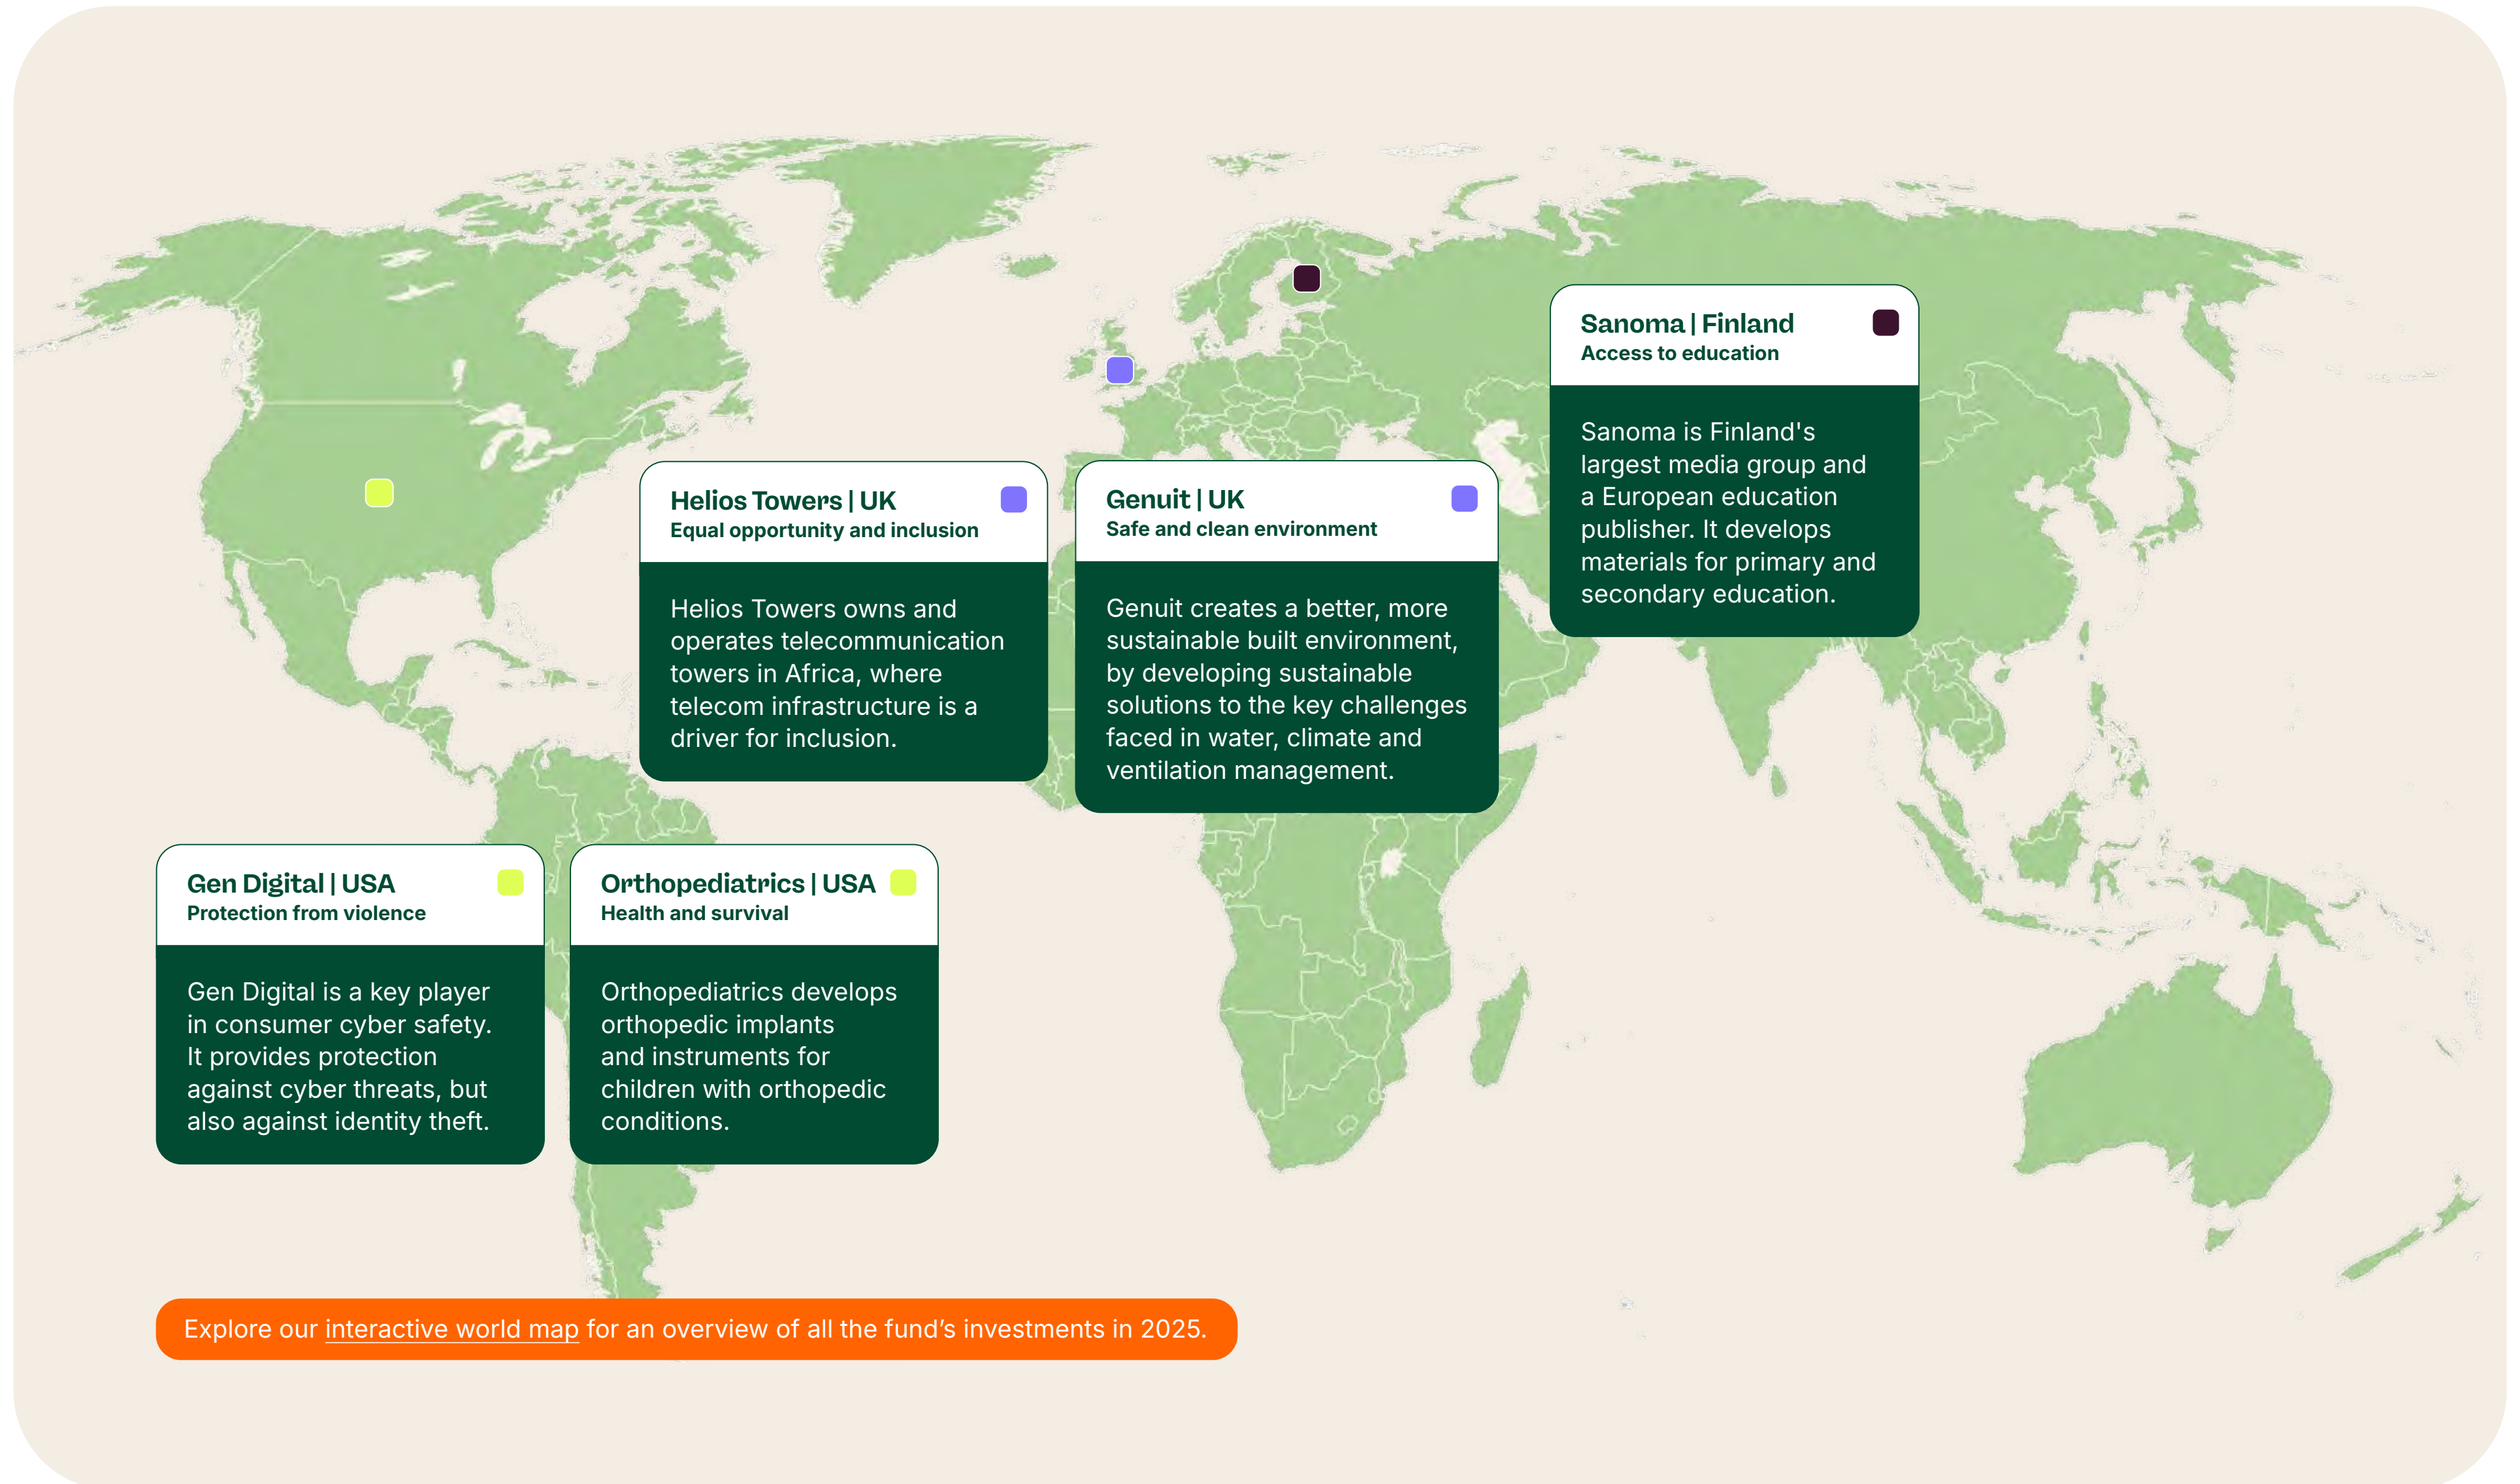 Sanoma | Finland
Access to education
Sanoma is Finland's
largest media group and
a European education
publisher. It develops
materials for primary and
secondary education.
Helios Towers | UK
Equal opportunity and inclusion
Helios Towers owns and
operates telecommunication
towers in Africa, where
telecom infrastructure is a
driver for inclusion.
Genuit | UK
Safe and clean environment
Genuit creates a better, more
sustainable built environment,
by developing sustainable
solutions to the key challenges
faced in water, climate and
ventilation management.
Gen Digital | USA
Protection from violence
Gen Digital is a key player
in consumer cyber safety.
It provides protection
against cyber threats, but
also against identity theft.
Orthopediatrics | USA
Health and survival
Orthopediatrics develops
orthopedic implants
and instruments for
children with orthopedic
conditions.
Explore our interactive world map for an overview of all the fund’s investments in 2025.